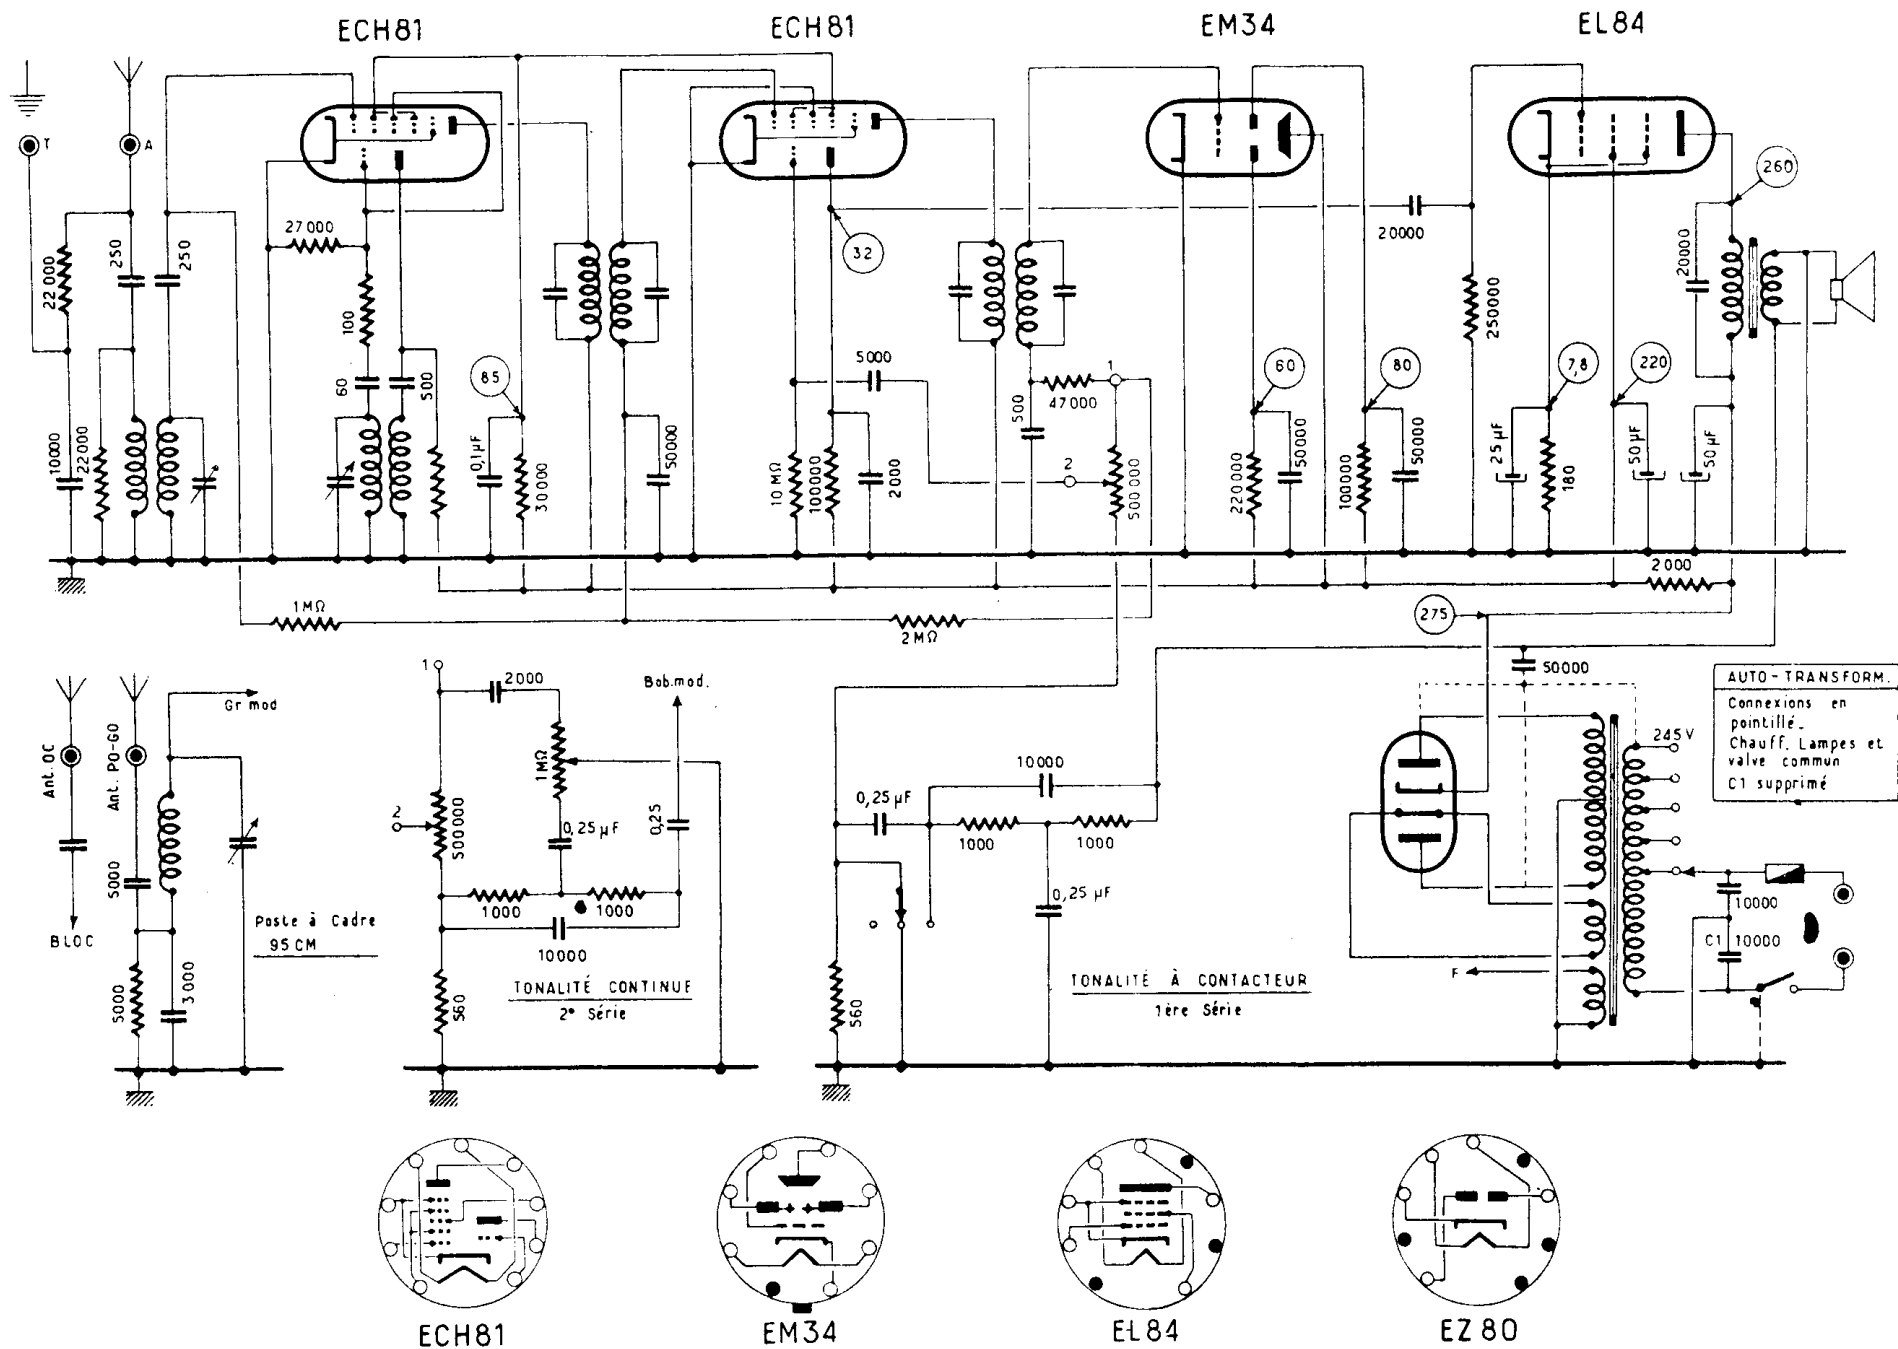 ECH81
ECH81
EM34
EL84
T
A
260
27000
32
20000
22000
250
250
100
250000
20000
5000
1
60
500
85
47000
500
60
80
7,8
220
10000
22000
0,1µF
30000
50000
10MΩ
100000
2000
2
500000
220000
50000
100000
50000
25µF
180
50µF
50µF
2000
1MΩ
2MΩ
275
50000
Gr mod
1
2000
Bob.mod.
AUTO-TRANSFORM.
Connexions en
pointillé.
Chauff. Lampes et
valve commun
C1 supprimé
245V
Ant. OC
Ant. PO-GO
1MΩ
10000
2
500000
0,25µF
0,25
0,25µF
1000
1000
5000
1000
1000
0,25µF
10000
BLOC
Poste à Cadre
95CM
10000
C1 10000
F
5000
3000
560
TONALITÉ CONTINUE
2º Série
560
TONALITÉ À CONTACTEUR
1ère Série
ECH81
EM34
EL84
EZ80